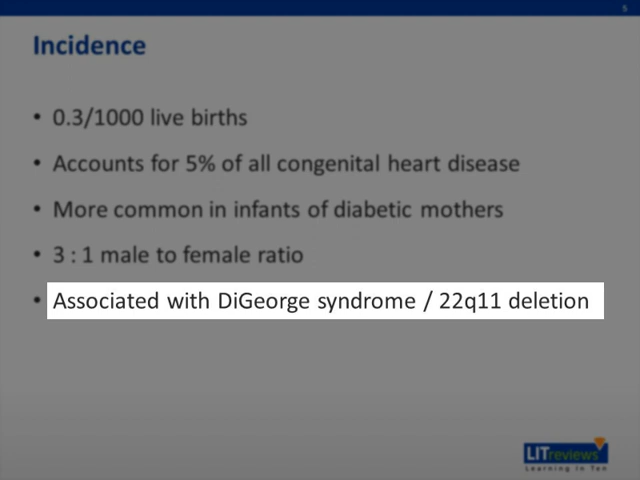 5
Incidence
• 0.3/1000 live births
• Accounts for 5% of all congenital heart disease
• More common in infants of diabetic mothers
• 3 : 1 male to female ratio
• Associated with DiGeorge syndrome / 22q11 deletion
LITreviews
Learning In Ten